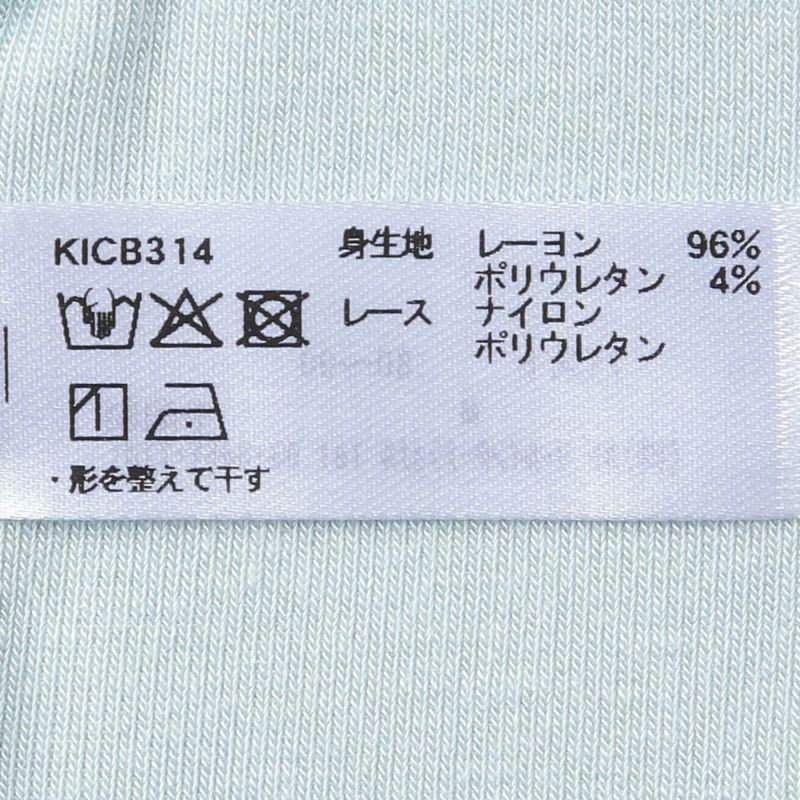 KICB314
身生地 レーヨン 96%
ポリウレタン 4%
レース ナイロン
ポリウレタン
・形を整えて干す